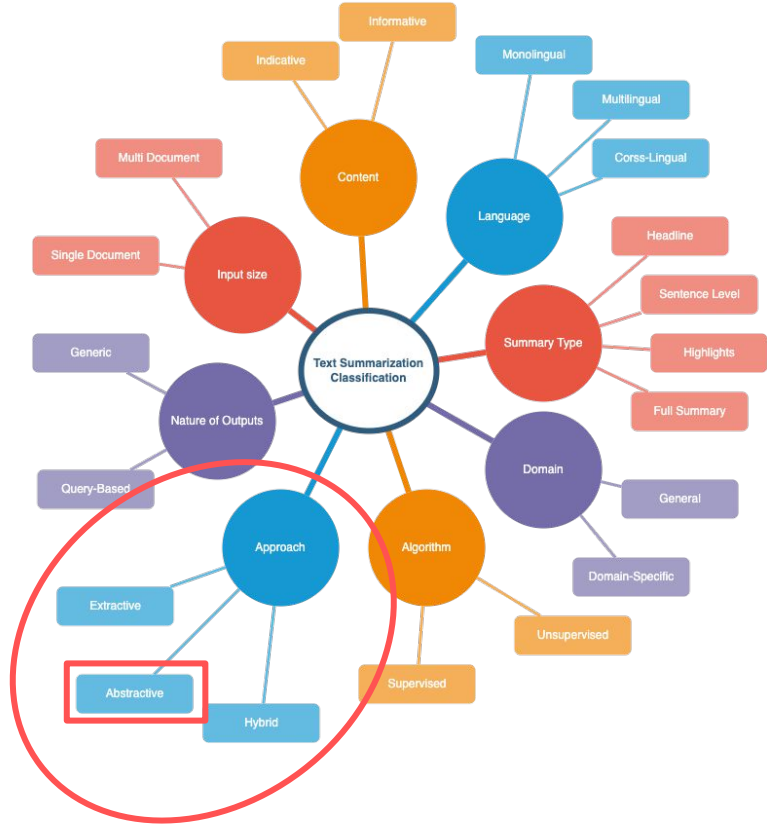 Informative
Indicative
Monolingual
Multilingual
Multi Document
Corss-Lingual
Content
Language
Headline
Single Document
Input size
Sentence Level
Summary Type
Generic
Highlights
Text Summarization
Classification
Full Summary
Nature of Outputs
Domain
Query-Based
General
Approach
Algorithm
Domain-Specific
Extractive
Unsupervised
Supervised
Abstractive
Hybrid